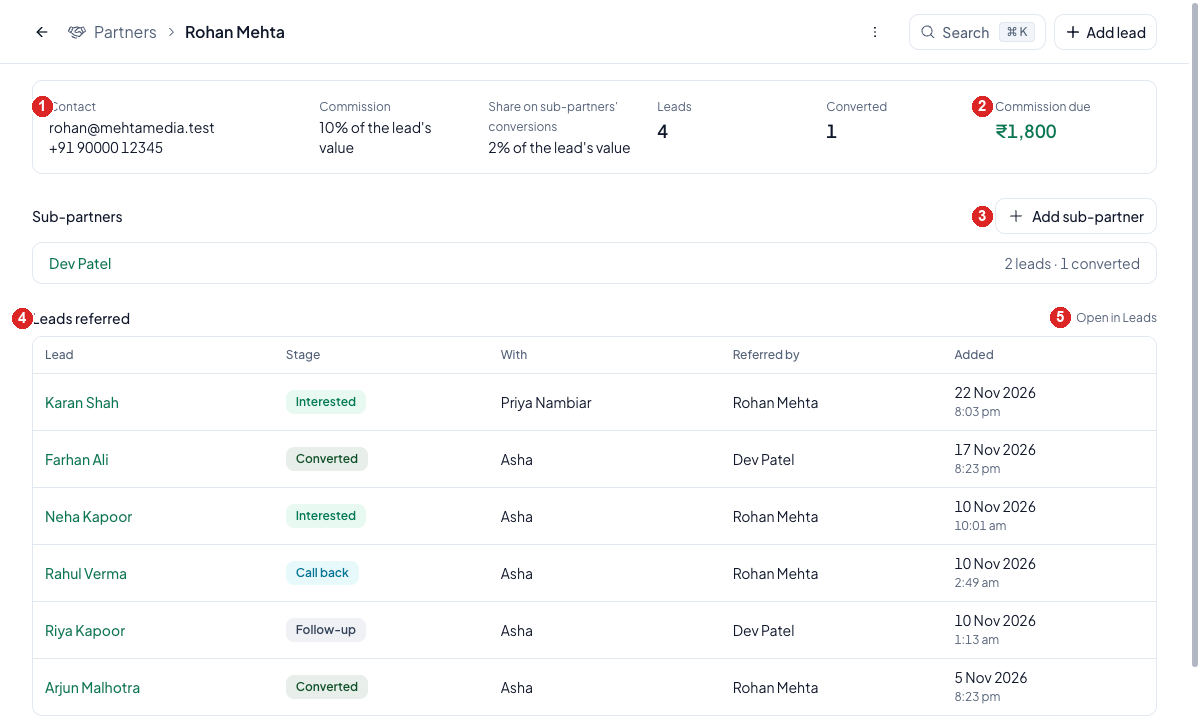 Partners > Rohan Mehta
Search ⌘ K
+ Add lead
1 Contact
rohan@mehtamedia.test
+91 90000 12345
Commission
10% of the lead's
value
Share on sub-partners'
conversions
2% of the lead's value
Leads
4
Converted
1
2 Commission due
₹1,800
Sub-partners
3 + Add sub-partner
Dev Patel 2 leads · 1 converted
4 Leads referred
5 Open in Leads
Lead Stage With Referred by Added
Karan Shah Interested Priya Nambiar Rohan Mehta 22 Nov 2026
8:03 pm
Farhan Ali Converted Asha Dev Patel 17 Nov 2026
8:23 pm
Neha Kapoor Interested Asha Rohan Mehta 10 Nov 2026
10:01 am
Rahul Verma Call back Asha Rohan Mehta 10 Nov 2026
2:49 am
Riya Kapoor Follow-up Asha Dev Patel 10 Nov 2026
1:13 am
Arjun Malhotra Converted Asha Rohan Mehta 5 Nov 2026
8:23 pm